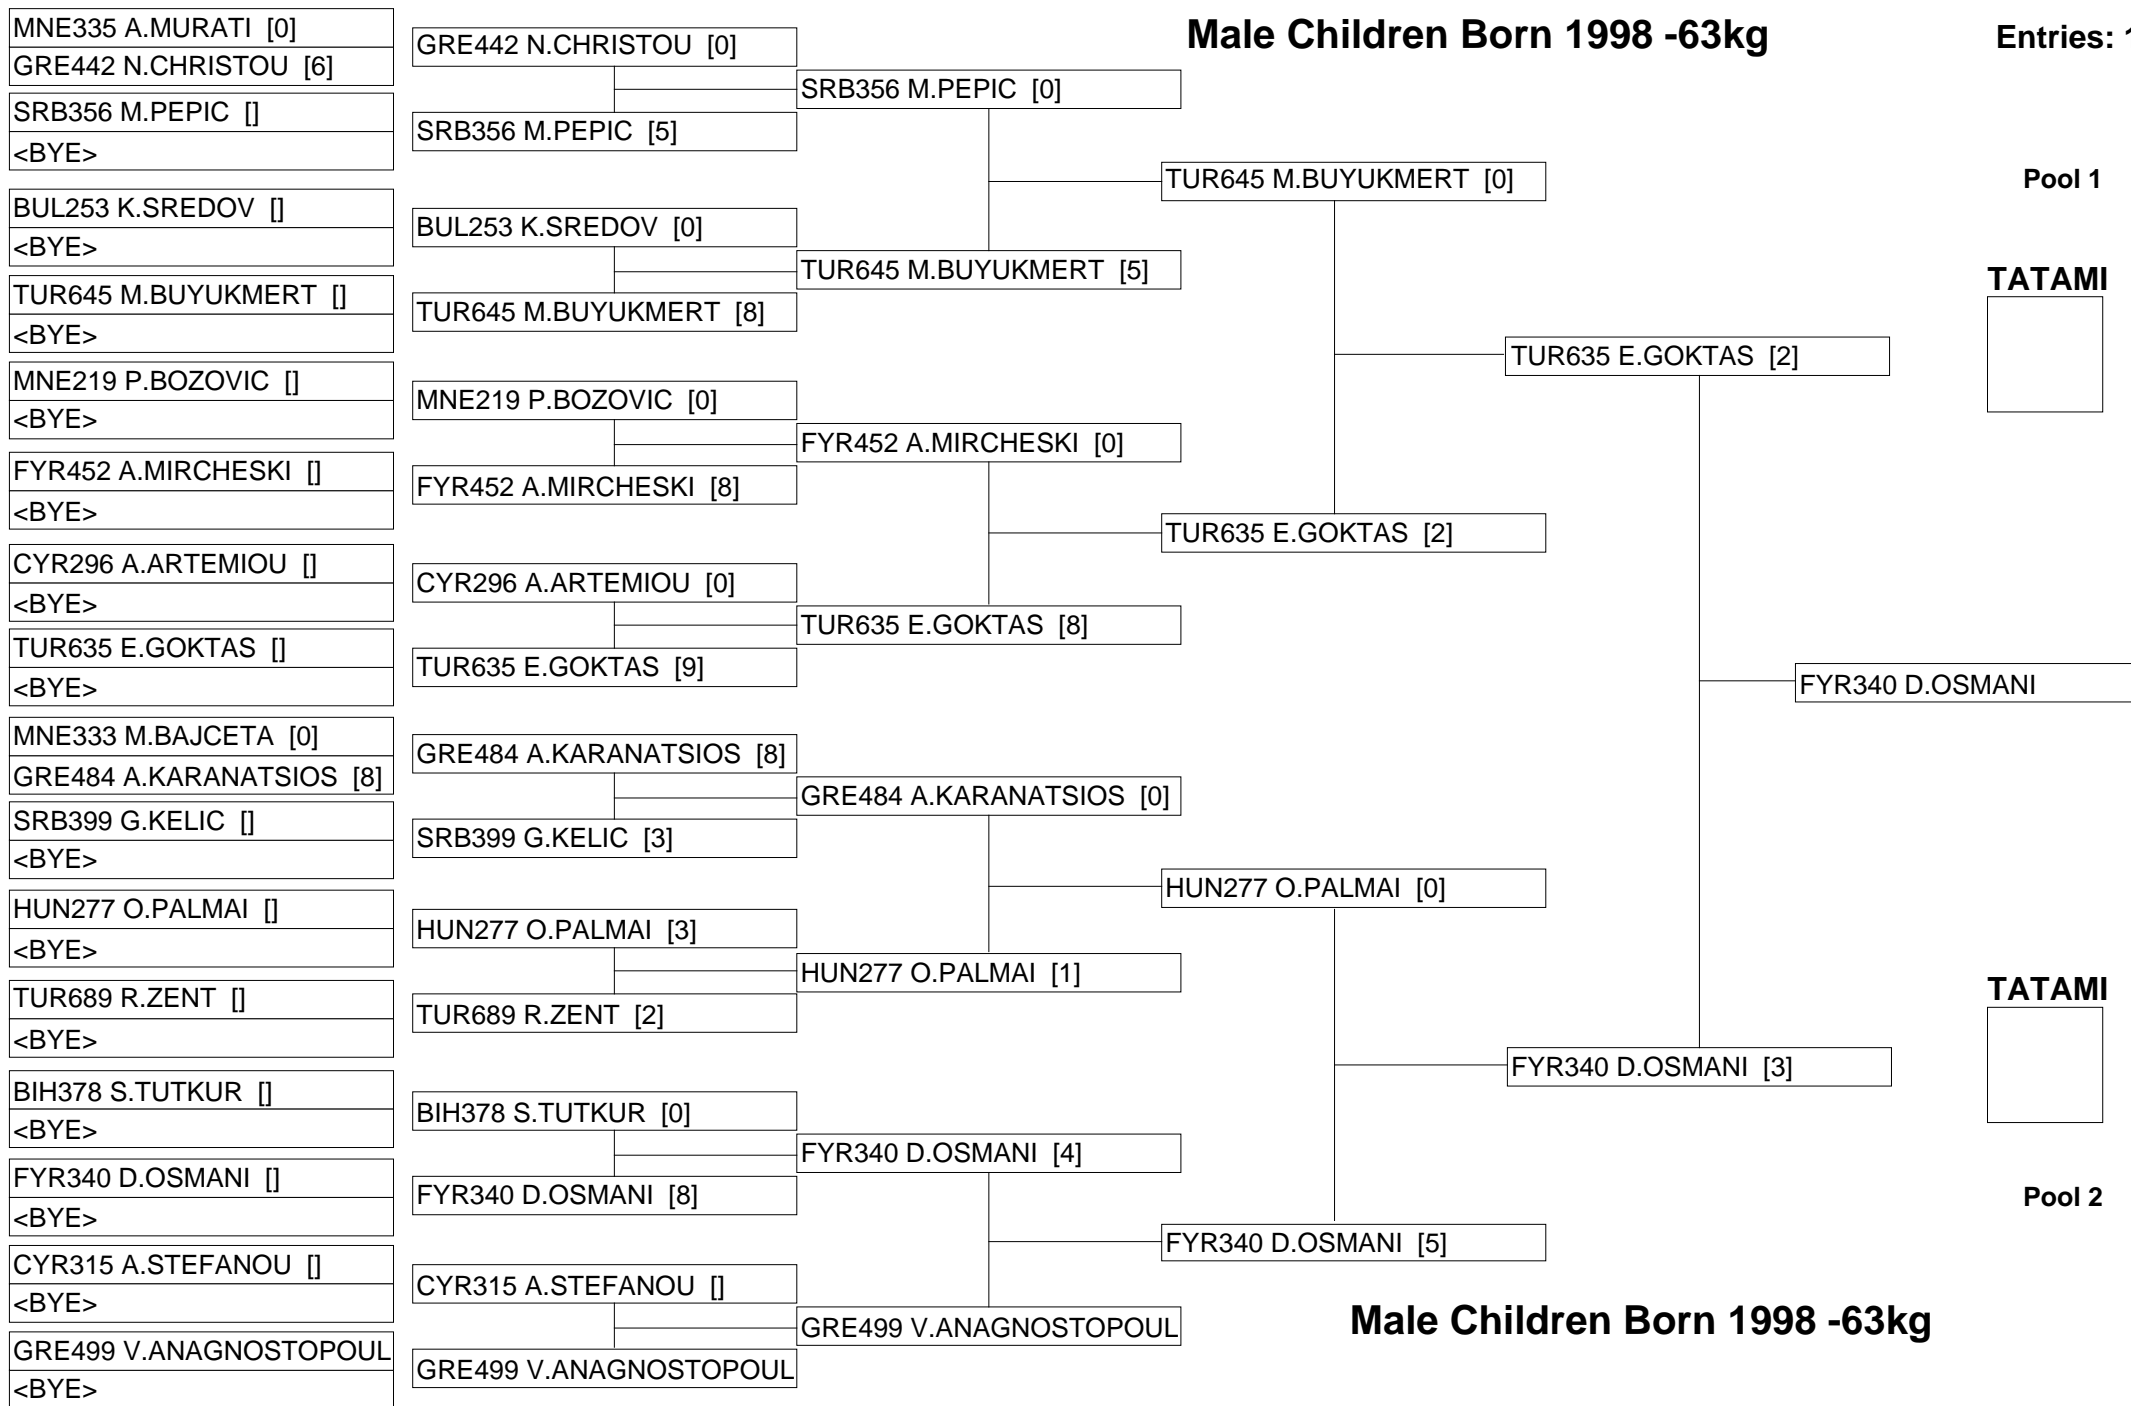 Male Children Born 1998 -63kg
Entries: 1
Pool 1
TATAMI
MNE335 A.MURATI [0]
GRE442 N.CHRISTOU [6]
SRB356 M.PEPIC []
<BYE>
BUL253 K.SREDOV []
<BYE>
TUR645 M.BUYUKMERT []
<BYE>
MNE219 P.BOZOVIC []
<BYE>
FYR452 A.MIRCHESKI []
<BYE>
CYR296 A.ARTEMIOU []
<BYE>
TUR635 E.GOKTAS []
<BYE>
MNE333 M.BAJCETA [0]
GRE484 A.KARANATSIOS [8]
SRB399 G.KELIC []
<BYE>
HUN277 O.PALMAI []
<BYE>
TUR689 R.ZENT []
<BYE>
BIH378 S.TUTKUR []
<BYE>
FYR340 D.OSMANI []
<BYE>
CYR315 A.STEFANOU []
<BYE>
GRE499 V.ANAGNOSTOPOUL
<BYE>
GRE442 N.CHRISTOU [0]
SRB356 M.PEPIC [5]
BUL253 K.SREDOV [0]
TUR645 M.BUYUKMERT [8]
MNE219 P.BOZOVIC [0]
FYR452 A.MIRCHESKI [8]
CYR296 A.ARTEMIOU [0]
TUR635 E.GOKTAS [9]
GRE484 A.KARANATSIOS [8]
SRB399 G.KELIC [3]
HUN277 O.PALMAI [3]
TUR689 R.ZENT [2]
BIH378 S.TUTKUR [0]
FYR340 D.OSMANI [8]
CYR315 A.STEFANOU []
GRE499 V.ANAGNOSTOPOUL
SRB356 M.PEPIC [0]
TUR645 M.BUYUKMERT [5]
FYR452 A.MIRCHESKI [0]
TUR635 E.GOKTAS [8]
GRE484 A.KARANATSIOS [0]
HUN277 O.PALMAI [1]
FYR340 D.OSMANI [4]
GRE499 V.ANAGNOSTOPOUL
TUR645 M.BUYUKMERT [0]
TUR635 E.GOKTAS [2]
HUN277 O.PALMAI [0]
FYR340 D.OSMANI [5]
TUR635 E.GOKTAS [2]
FYR340 D.OSMANI [3]
FYR340 D.OSMANI
TATAMI
Pool 2
Male Children Born 1998 -63kg